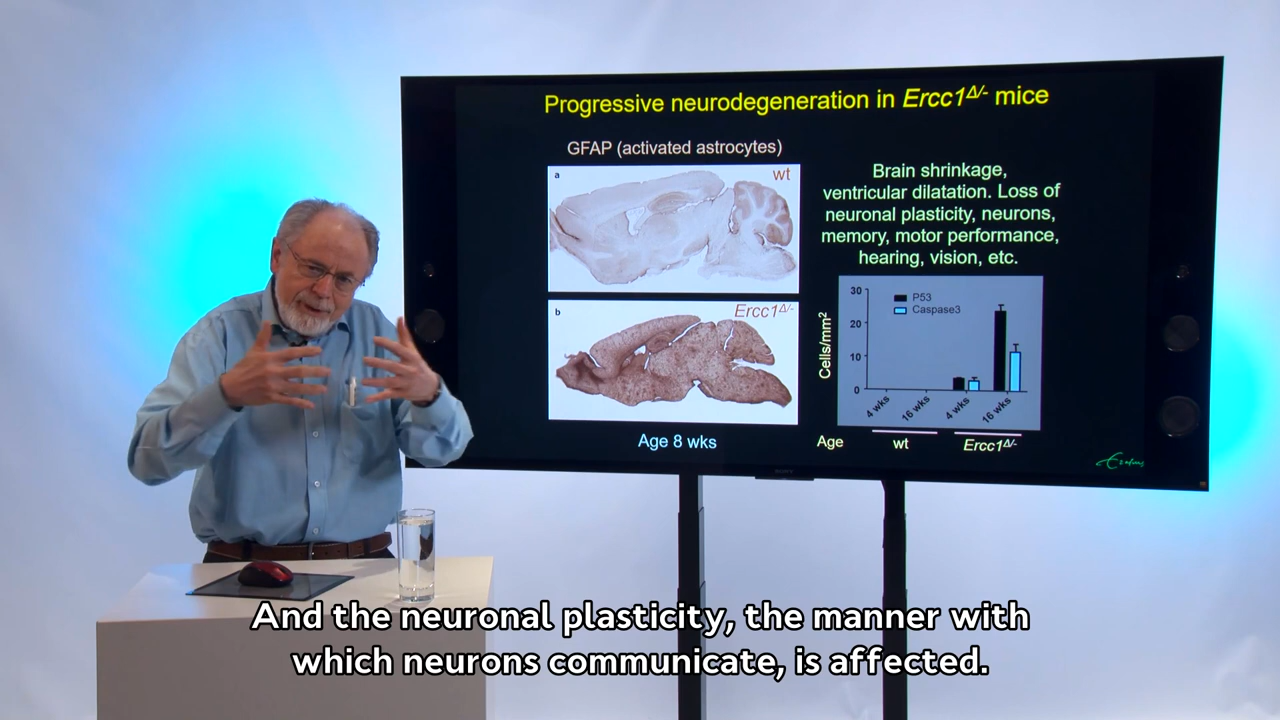 Progressive neurodegeneration in Ercc1Δ/- mice
GFAP (activated astrocytes)
a
wt
b
Ercc1Δ/-
Age 8 wks
Brain shrinkage,
ventricular dilatation. Loss of
neuronal plasticity, neurons,
memory, motor performance,
hearing, vision, etc.
Cells/mm²
30
20
10
0
P53
Caspase3
4 wks
16 wks
4 wks
16 wks
Age
wt
Ercc1Δ/-
Erasmus
SONY
And the neuronal plasticity, the manner with
which neurons communicate, is affected.